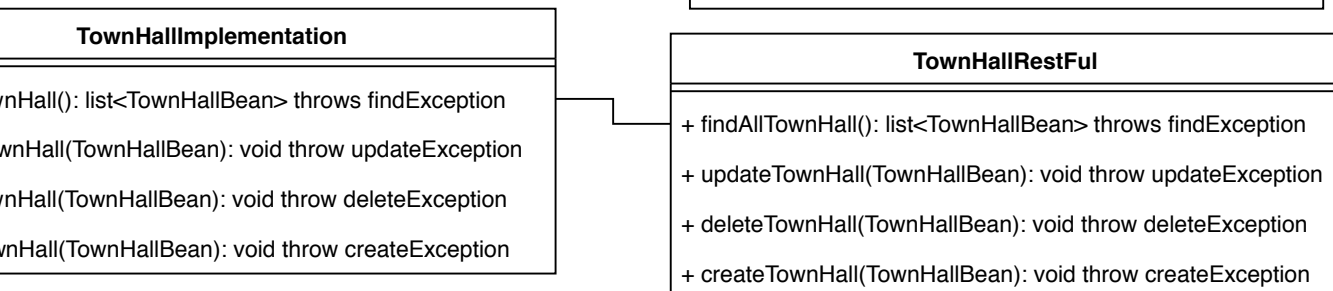 TownHallImplementation
wnHall(): list<TownHallBean> throws findException
wnHall(TownHallBean): void throw updateException
nHall(TownHallBean): void throw deleteException
wnHall(TownHallBean): void throw createException
TownHallRestFul
+ findAllTownHall(): list<TownHallBean> throws findException
+ updateTownHall(TownHallBean): void throw updateException
+ deleteTownHall(TownHallBean): void throw deleteException
+ createTownHall(TownHallBean): void throw createException